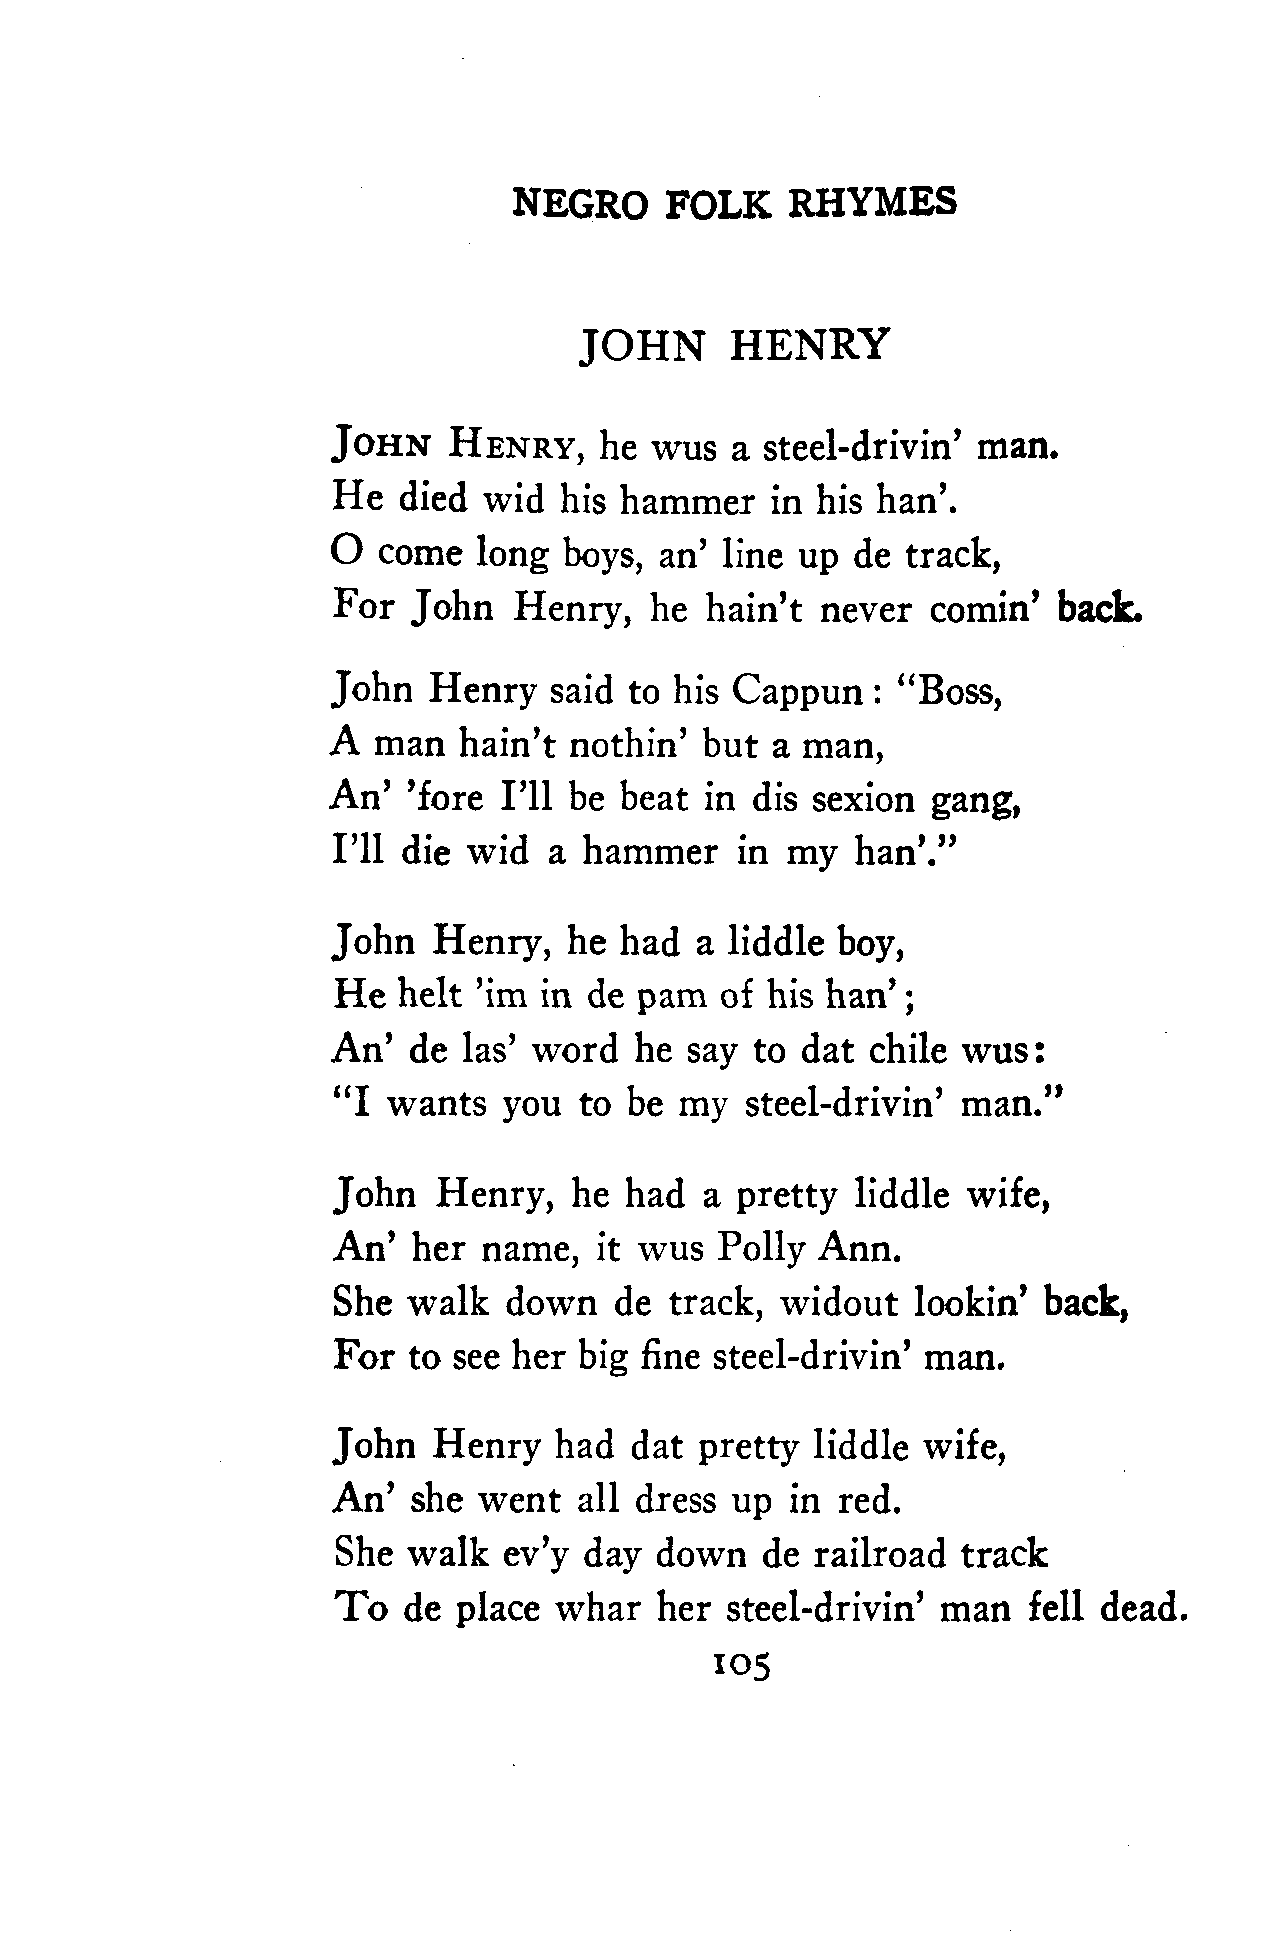 NEGRO FOLK RHYMES
JOHN HENRY
JOHN HENRY, he wus a steel-drivin' man.
He died wid his hammer in his han'.
O come long boys, an' line up de track,
For John Henry, he hain't never comin' back.
John Henry said to his Cappun: "Boss,
A man hain't nothin' but a man,
An' 'fore I'll be beat in dis sexion gang,
I'll die wid a hammer in my han'."
John Henry, he had a liddle boy,
He helt 'im in de pam of his han';
An' de las' word he say to dat chile wus:
"I wants you to be my steel-drivin' man."
John Henry, he had a pretty liddle wife,
An' her name, it wus Polly Ann.
She walk down de track, widout lookin' back,
For to see her big fine steel-drivin' man.
John Henry had dat pretty liddle wife,
An' she went all dress up in red.
She walk ev'y day down de railroad track
To de place whar her steel-drivin' man fell dead.
105